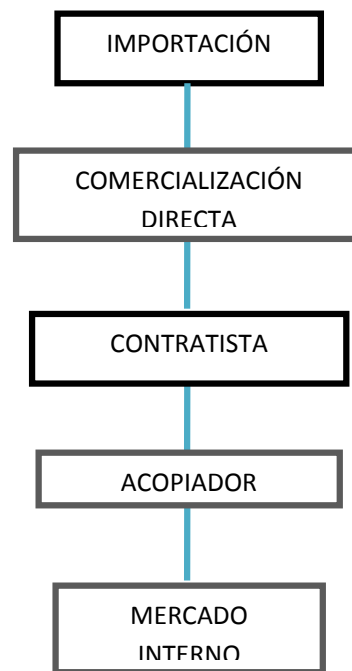 IMPORTACIÓN
COMERCIALIZACIÓN
DIRECTA
CONTRATISTA
ACOPIADOR
MERCADO
INTERNO